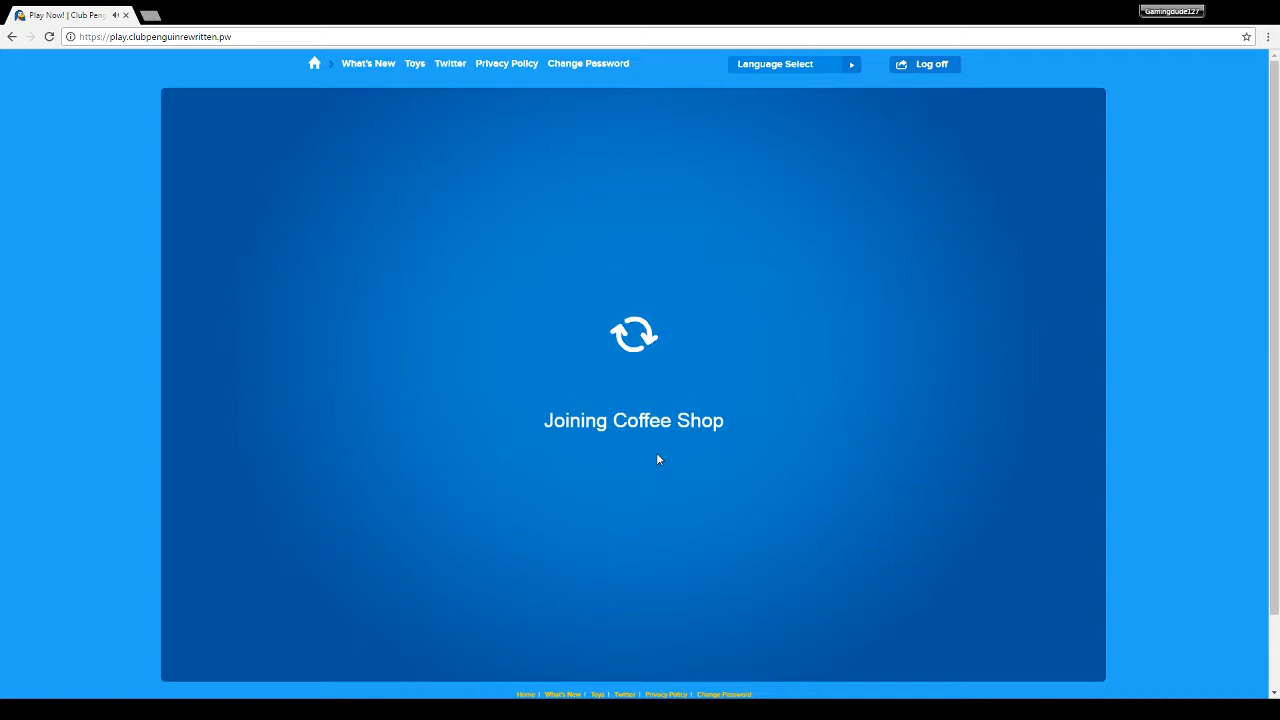 Play Now! | Club Peng
Gamingdude127
https://play.clubpenguinrewritten.pw
What's New Toys Twitter Privacy Policy Change Password Language Select Log off
Joining Coffee Shop
Home | What's New | Toys | Twitter | Privacy Policy | Change Password